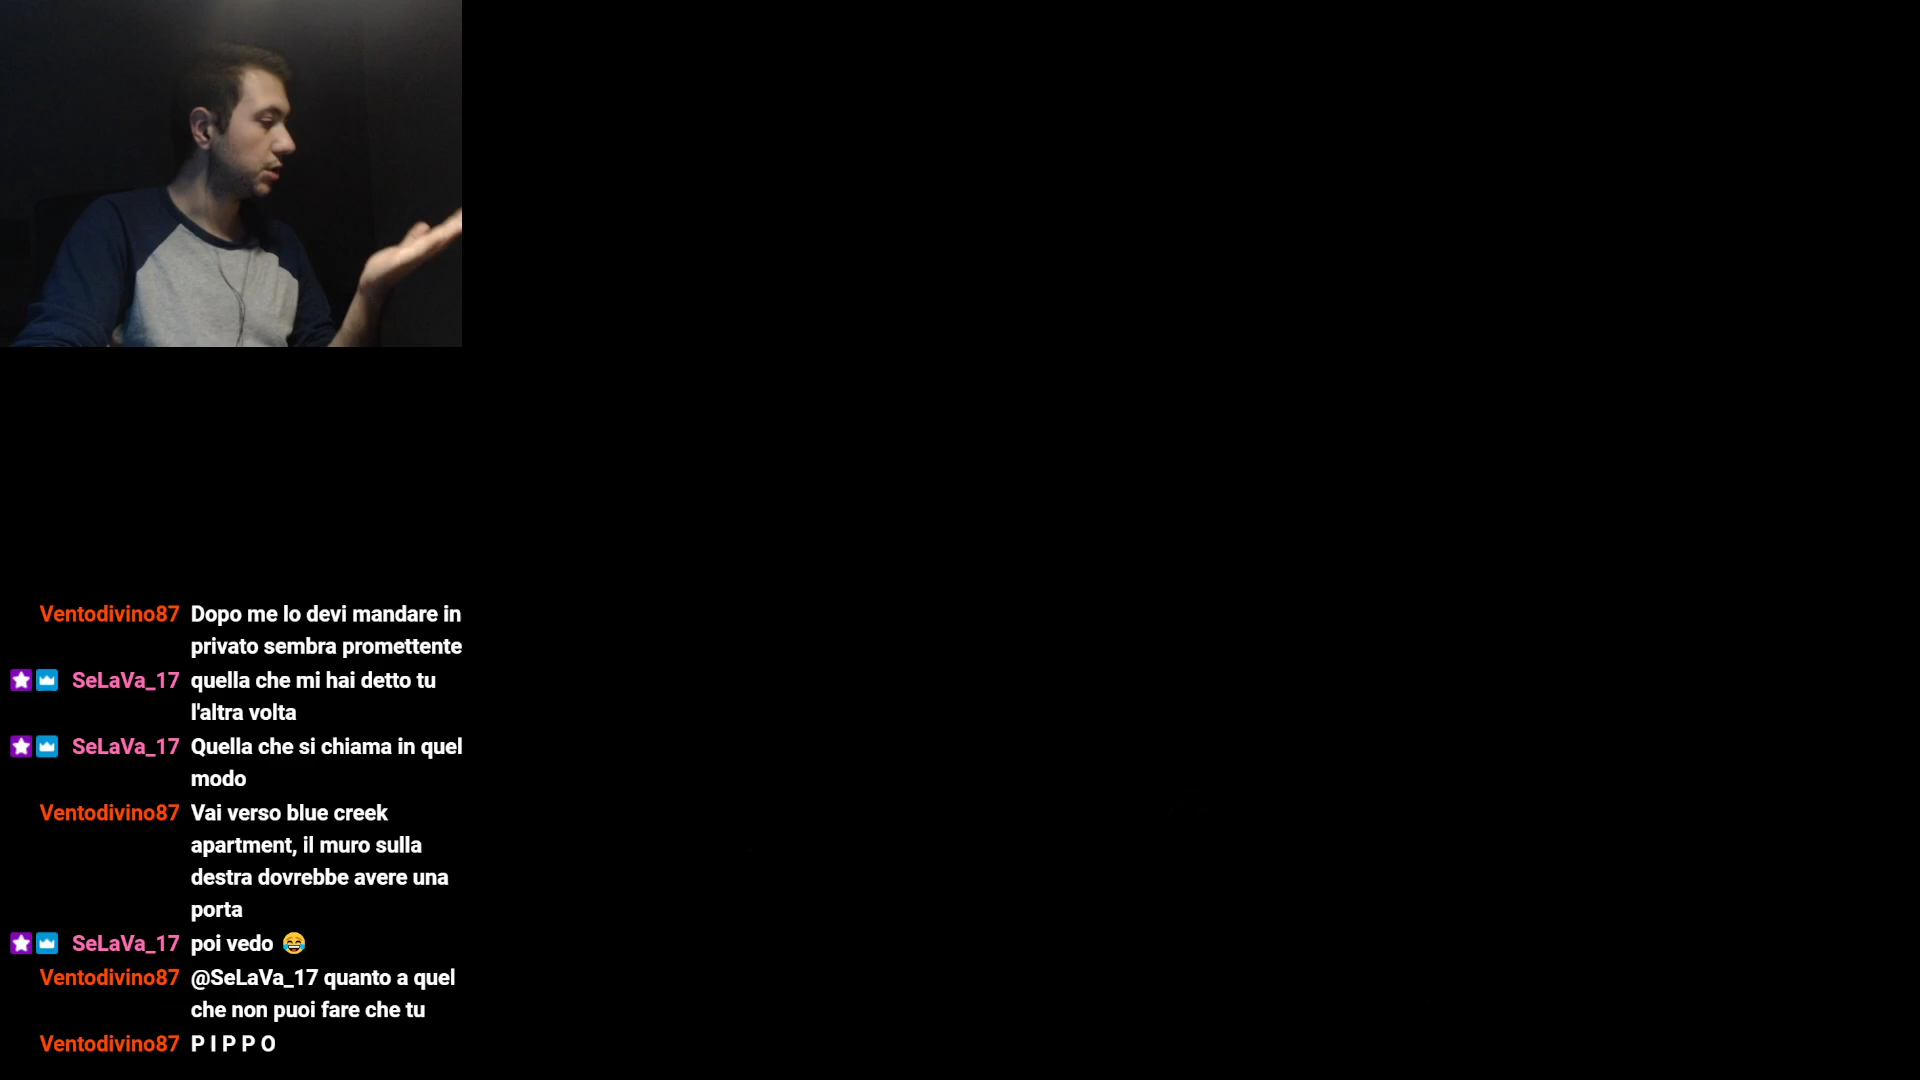 Ventodivino87 Dopo me lo devi mandare in
privato sembra promettente
SeLaVa_17 quella che mi hai detto tu
l'altra volta
SeLaVa_17 Quella che si chiama in quel
modo
Ventodivino87 Vai verso blue creek
apartment, il muro sulla
destra dovrebbe avere una
porta
SeLaVa_17 poi vedo 😂
Ventodivino87 @SeLaVa_17 quanto a quel
che non puoi fare che tu
Ventodivino87 P I P P O